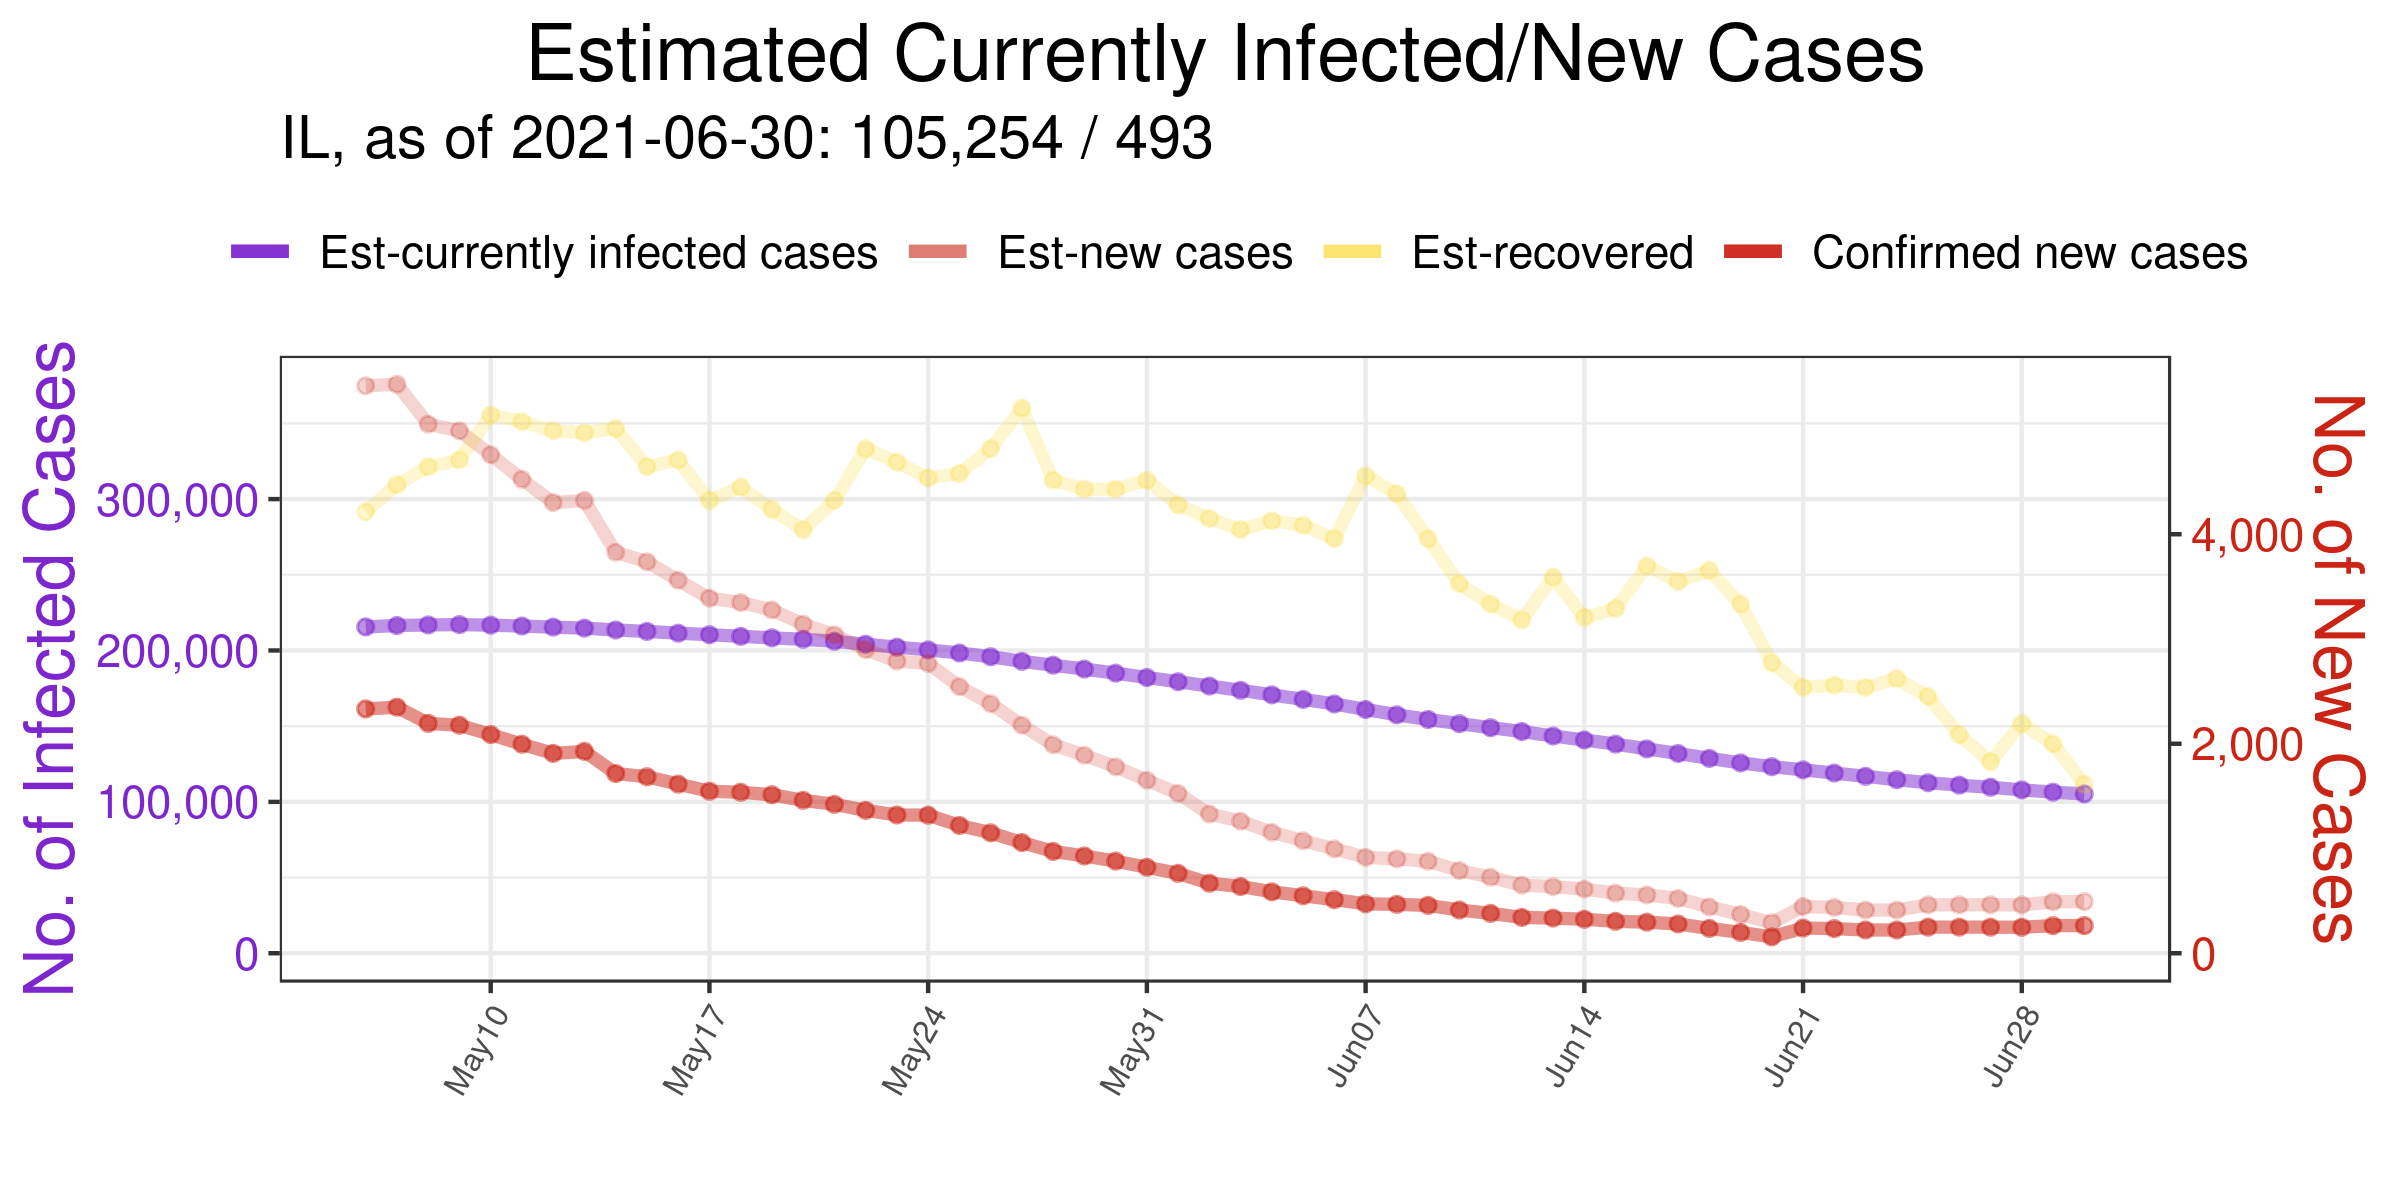 Estimated Currently Infected/New Cases
IL, as of 2021-06-30: 105,254 / 493
Est-currently infected cases Est-new cases Est-recovered Confirmed new cases
No. of Infected Cases
300,000
200,000
100,000
0
No. of New Cases
4,000
2,000
0
May10 May17 May24 May31 Jun07 Jun14 Jun21 Jun28